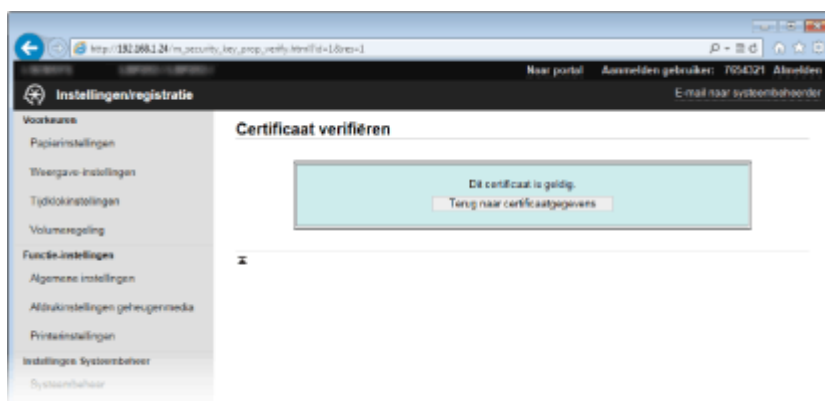 http://192.168.1.24/m_security_key_prop_verify.html?id=1&res=1
Naar portal Aanmelden gebruiker: 7654321 Afmelden
Instellingen/registratie
E-mail naar systeembeheerder
Voorkeuren
Certificaat verifiëren
Papierinstellingen
Weergave-instellingen
Dit certificaat is geldig.
Terug naar certificaatgegevens
Tijdklokinstellingen
Volumeregeling
Functie-instellingen
Algemene instellingen
Afdrukinstellingen geheugenmedia
Printerinstellingen
Instellingen Systeembeheer
Systeembeheer